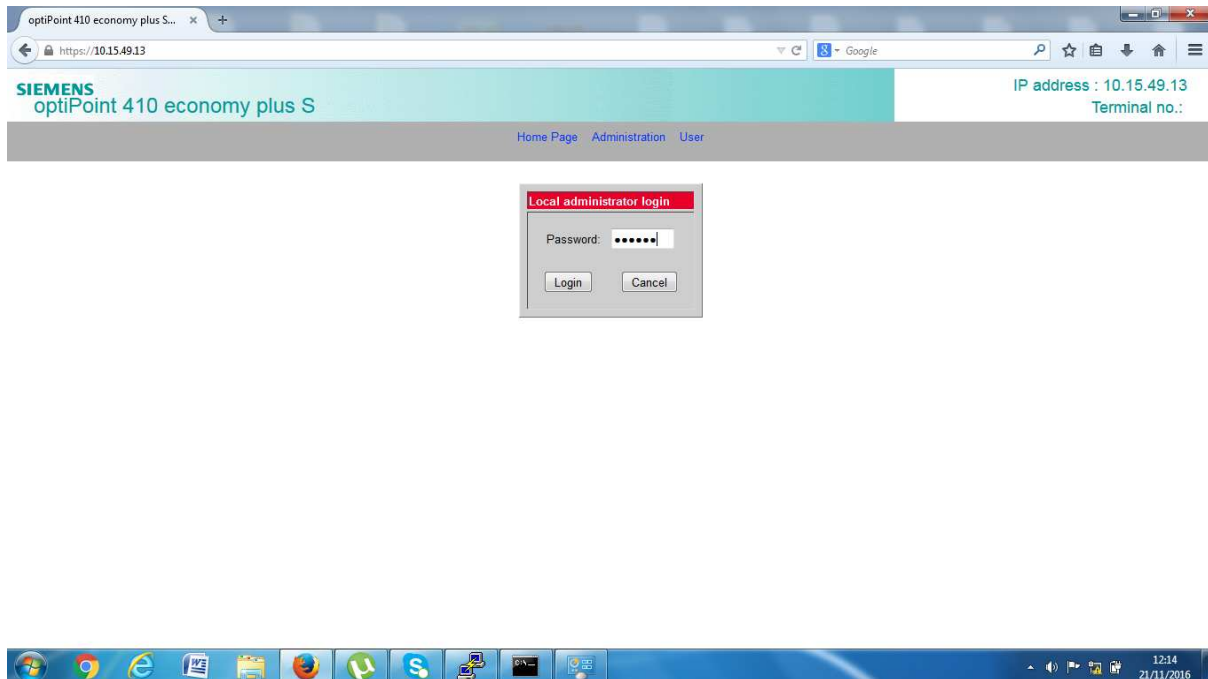 optiPoint 410 economy plus S... × +
https://10.15.49.13 Google
SIEMENS
optiPoint 410 economy plus S
IP address : 10.15.49.13
Terminal no.:
Home Page Administration User
Local administrator login
Password: ••••••
Login Cancel
12:14
21/11/2016